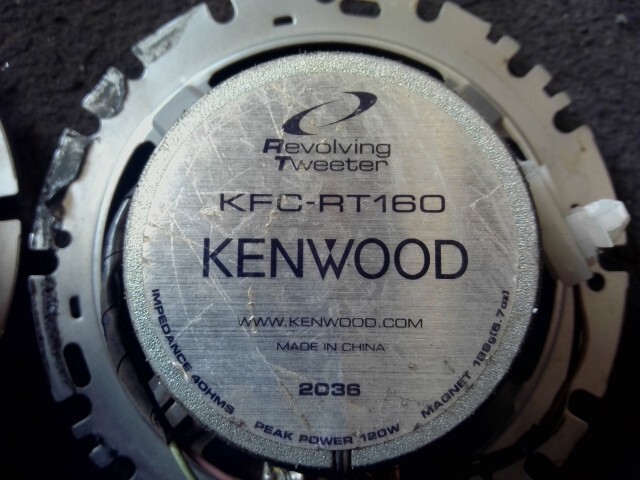 Revolving
Tweeter
KFC-RT160
KENWOOD
WWW.KENWOOD.COM
MADE IN CHINA
2036
IMPEDANCE 4OHMS
PEAK POWER 120W
MAGNET (6.7oz)